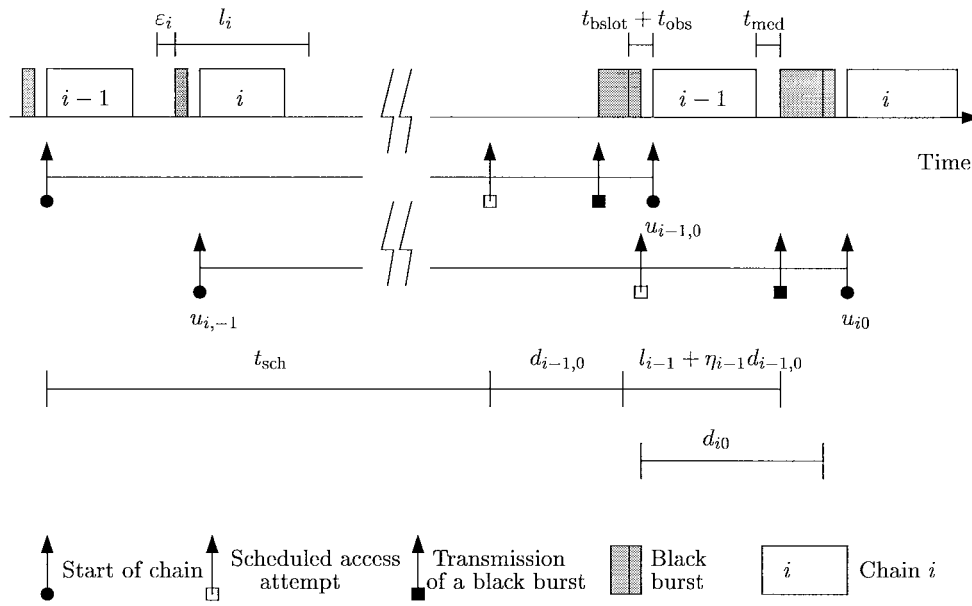 ε_i l_i t_bslot + t_obs t_med
i − 1 i i − 1 i
Time
u_{i−1,0}
u_{i,−1} u_{i0}
t_sch d_{i−1,0} l_{i−1} + η_{i−1}d_{i−1,0}
d_{i0}
Start of chain
Scheduled access
attempt
Transmission
of a black burst
Black
burst
i
Chain i